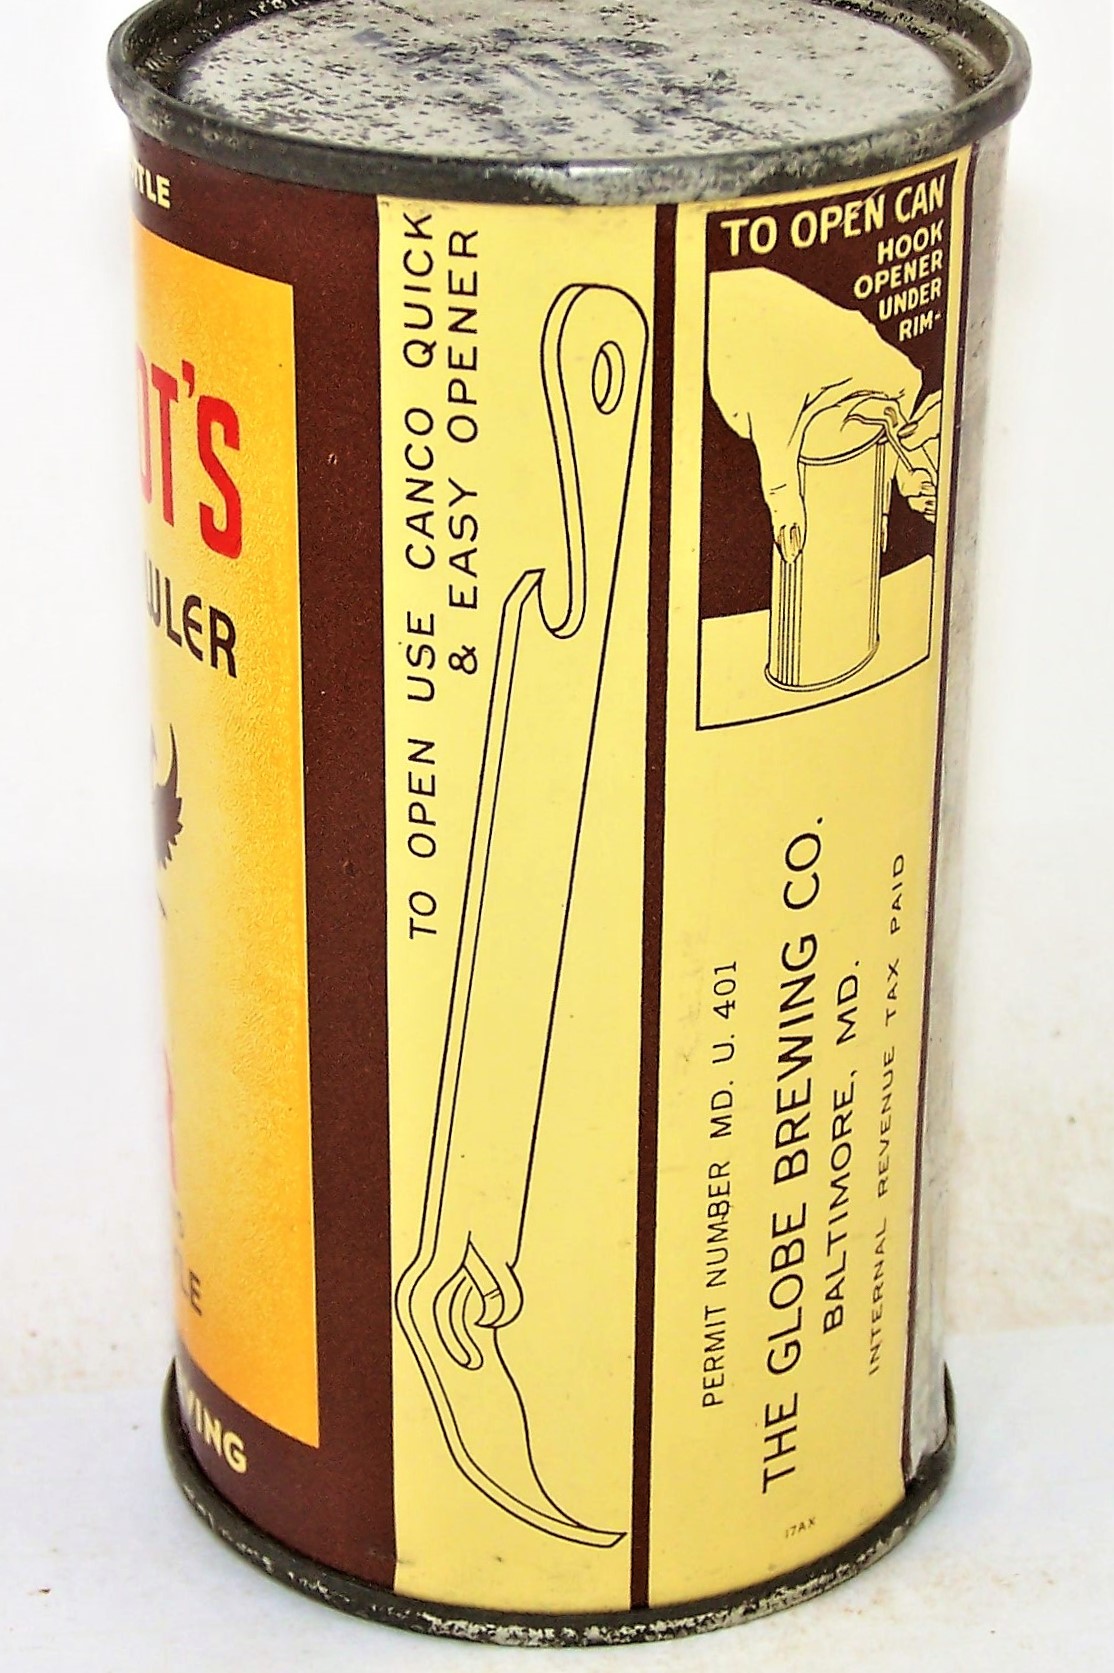 TO OPEN USE CANCO QUICK
& EASY OPENER
TO OPEN CAN
HOOK
OPENER
UNDER
RIM-
PERMIT NUMBER MD. U. 401
THE GLOBE BREWING CO.
BALTIMORE, MD.
INTERNAL REVENUE TAX PAID
17AX